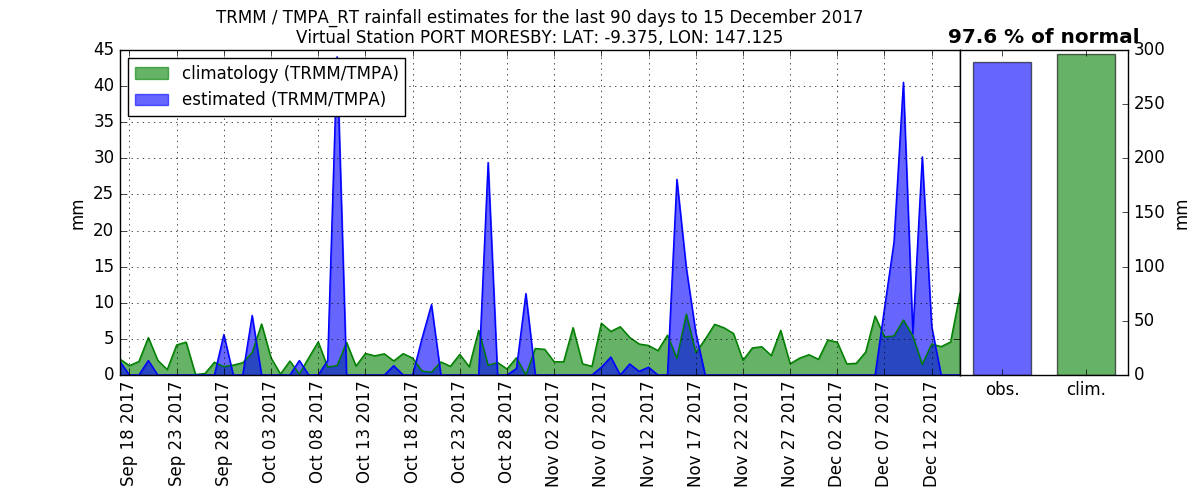 TRMM / TMPA_RT rainfall estimates for the last 90 days to 15 December 2017
Virtual Station PORT MORESBY: LAT: -9.375, LON: 147.125
97.6 % of normal
climatology (TRMM/TMPA)
estimated (TRMM/TMPA)
45
40
35
30
25
20
15
10
5
0
mm
Sep 18 2017
Sep 23 2017
Sep 28 2017
Oct 03 2017
Oct 08 2017
Oct 13 2017
Oct 18 2017
Oct 23 2017
Oct 28 2017
Nov 02 2017
Nov 07 2017
Nov 12 2017
Nov 17 2017
Nov 22 2017
Nov 27 2017
Dec 02 2017
Dec 07 2017
Dec 12 2017
obs.
clim.
300
250
200
150
100
50
0
mm